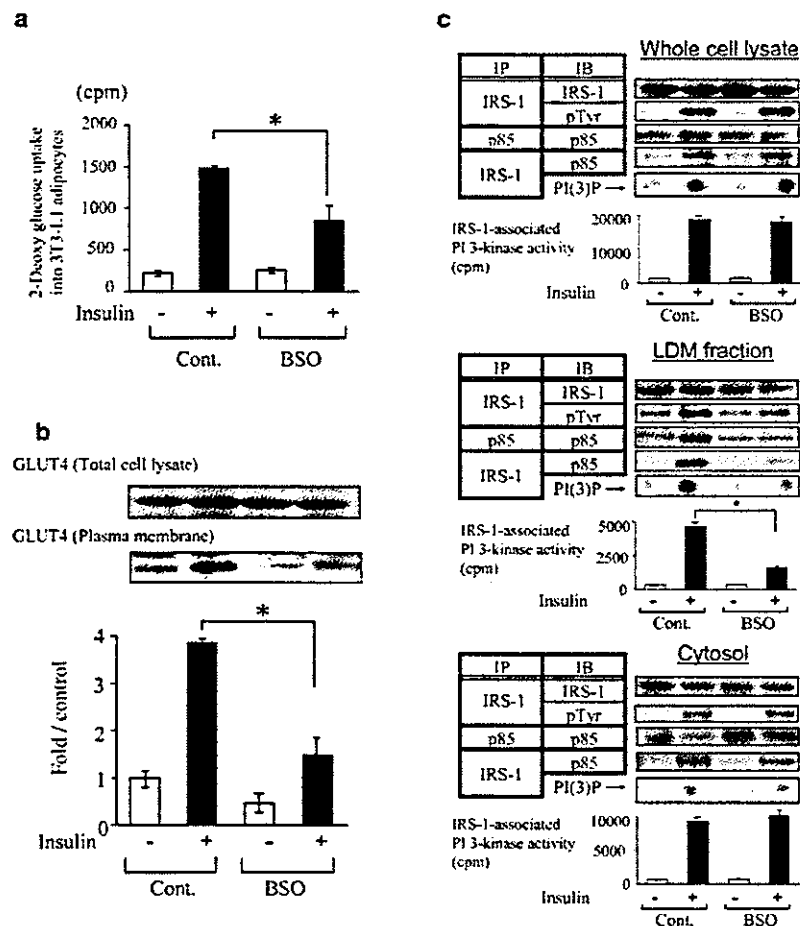 a
(cpm)
2-Deoxy glucose uptake
into 3T3-L1 adipocytes
2000
1500
1000
500
0
*
Insulin - + - +
Cont. BSO
b
GLUT4 (Total cell lysate)
GLUT4 (Plasma membrane)
Fold / control
4
3
2
1
0
*
Insulin - + - +
Cont. BSO
c
Whole cell lysate
IP IB
IRS-1 IRS-1
pTyr
p85 p85
IRS-1 p85
PI(3)P →
IRS-1-associated
PI 3-kinase activity
(cpm)
20000
10000
0
Insulin - + - +
Cont. BSO
LDM fraction
IP IB
IRS-1 IRS-1
pTyr
p85 p85
IRS-1 p85
PI(3)P →
IRS-1-associated
PI 3-kinase activity
(cpm)
5000
2500
0
*
Insulin - + - +
Cont. BSO
Cytosol
IP IB
IRS-1 IRS-1
pTyr
p85 p85
IRS-1 p85
PI(3)P →
IRS-1-associated
PI 3-kinase activity
(cpm)
10000
5000
0
Insulin - + - +
Cont. BSO